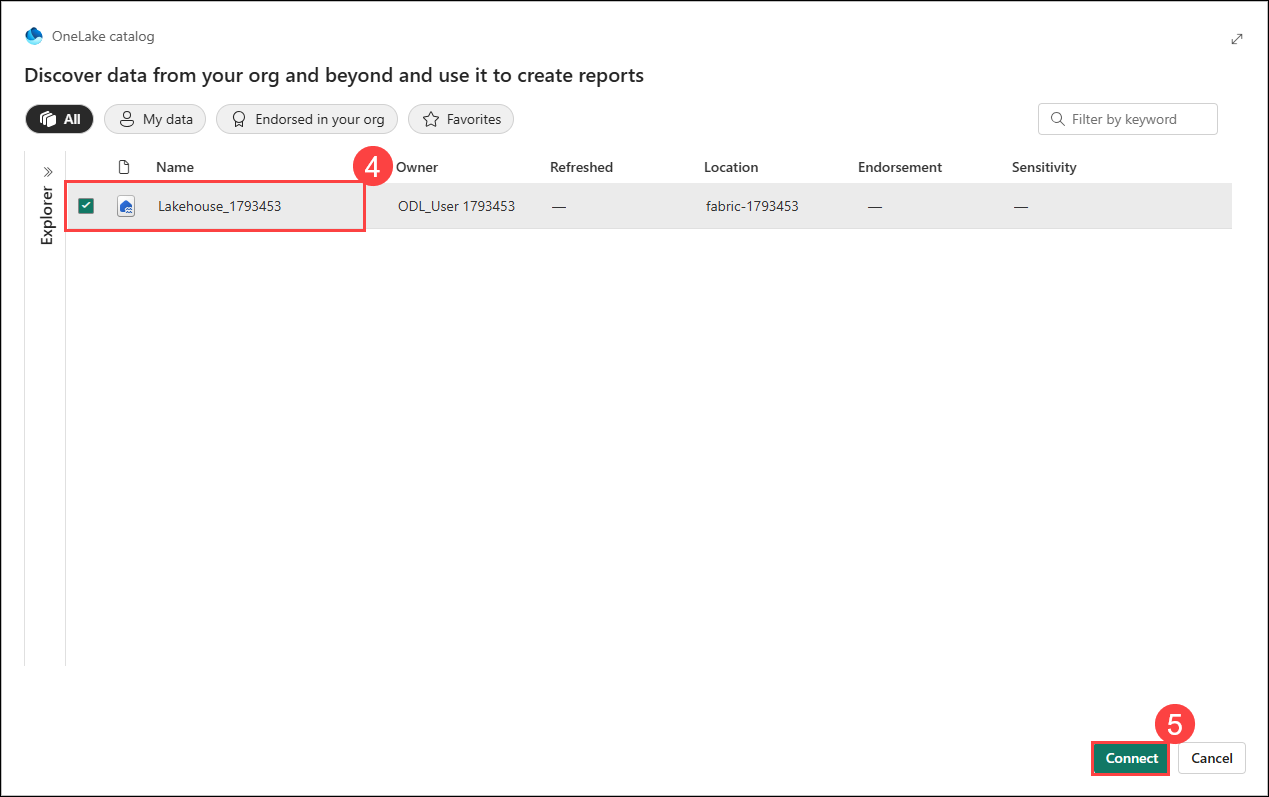 OneLake catalog
Discover data from your org and beyond and use it to create reports
All My data Endorsed in your org Favorites Filter by keyword
Explorer
Name 4 Owner Refreshed Location Endorsement Sensitivity
Lakehouse_1793453 ODL_User 1793453 — fabric-1793453 — —
5
Connect Cancel